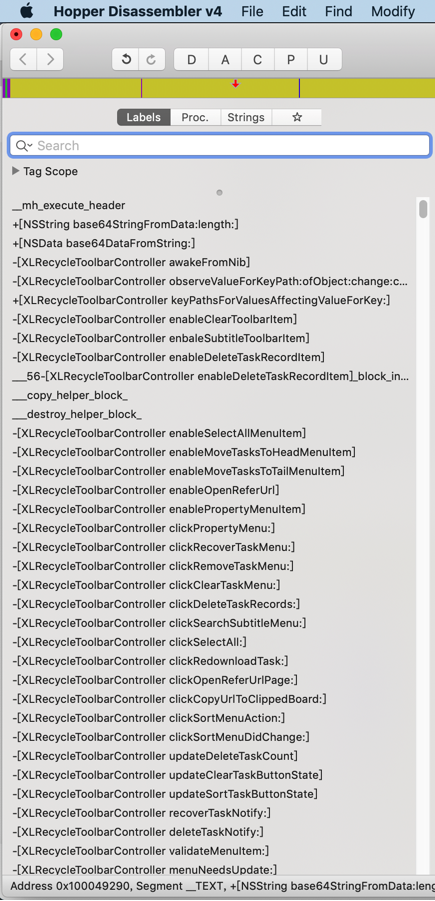 Hopper Disassembler v4 File Edit Find Modify
D A C P U
Labels Proc. Strings
Search
Tag Scope
__mh_execute_header
+[NSString base64StringFromData:length:]
+[NSData base64DataFromString:]
-[XLRecycleToolbarController awakeFromNib]
-[XLRecycleToolbarController observeValueForKeyPath:ofObject:change:c...
+[XLRecycleToolbarController keyPathsForValuesAffectingValueForKey:]
-[XLRecycleToolbarController enableClearToolbarItem]
-[XLRecycleToolbarController enbaleSubtitleToolbarItem]
-[XLRecycleToolbarController enableDeleteTaskRecordItem]
___56-[XLRecycleToolbarController enableDeleteTaskRecordItem]_block_in...
___copy_helper_block_
___destroy_helper_block_
-[XLRecycleToolbarController enableSelectAllMenuItem]
-[XLRecycleToolbarController enableMoveTasksToHeadMenuItem]
-[XLRecycleToolbarController enableMoveTasksToTailMenuItem]
-[XLRecycleToolbarController enableOpenReferUrl]
-[XLRecycleToolbarController enablePropertyMenuItem]
-[XLRecycleToolbarController clickPropertyMenu:]
-[XLRecycleToolbarController clickRecoverTaskMenu:]
-[XLRecycleToolbarController clickRemoveTaskMenu:]
-[XLRecycleToolbarController clickClearTaskMenu:]
-[XLRecycleToolbarController clickDeleteTaskRecords:]
-[XLRecycleToolbarController clickSearchSubtitleMenu:]
-[XLRecycleToolbarController clickSelectAll:]
-[XLRecycleToolbarController clickRedownloadTask:]
-[XLRecycleToolbarController clickOpenReferUrlPage:]
-[XLRecycleToolbarController clickCopyUrlToClippedBoard:]
-[XLRecycleToolbarController clickSortMenuAction:]
-[XLRecycleToolbarController clickSortMenuDidChange:]
-[XLRecycleToolbarController updateDeleteTaskCount]
-[XLRecycleToolbarController updateClearTaskButtonState]
-[XLRecycleToolbarController updateSortTaskButtonState]
-[XLRecycleToolbarController recoverTaskNotify:]
-[XLRecycleToolbarController deleteTaskNotify:]
-[XLRecycleToolbarController validateMenuItem:]
-[XLRecycleToolbarController menuNeedsUpdate:]
Address 0x100049290, Segment __TEXT, +[NSString base64StringFromData:leng